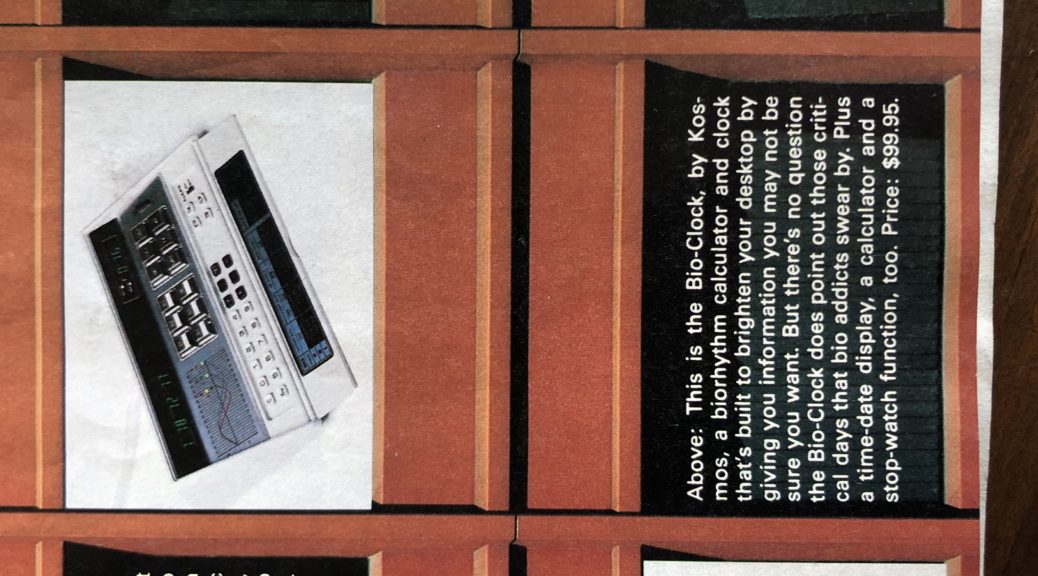 Above: This is the Bio-Clock, by Kos-
mos, a biorhythm calculator and clock
that's built to brighten your desktop by
giving you information you may not be
sure you want. But there's no question
the Bio-Clock does point out those criti-
cal days that bio addicts swear by. Plus
a time-date display, a calculator and a
stop-watch function, too. Price: $99.95.